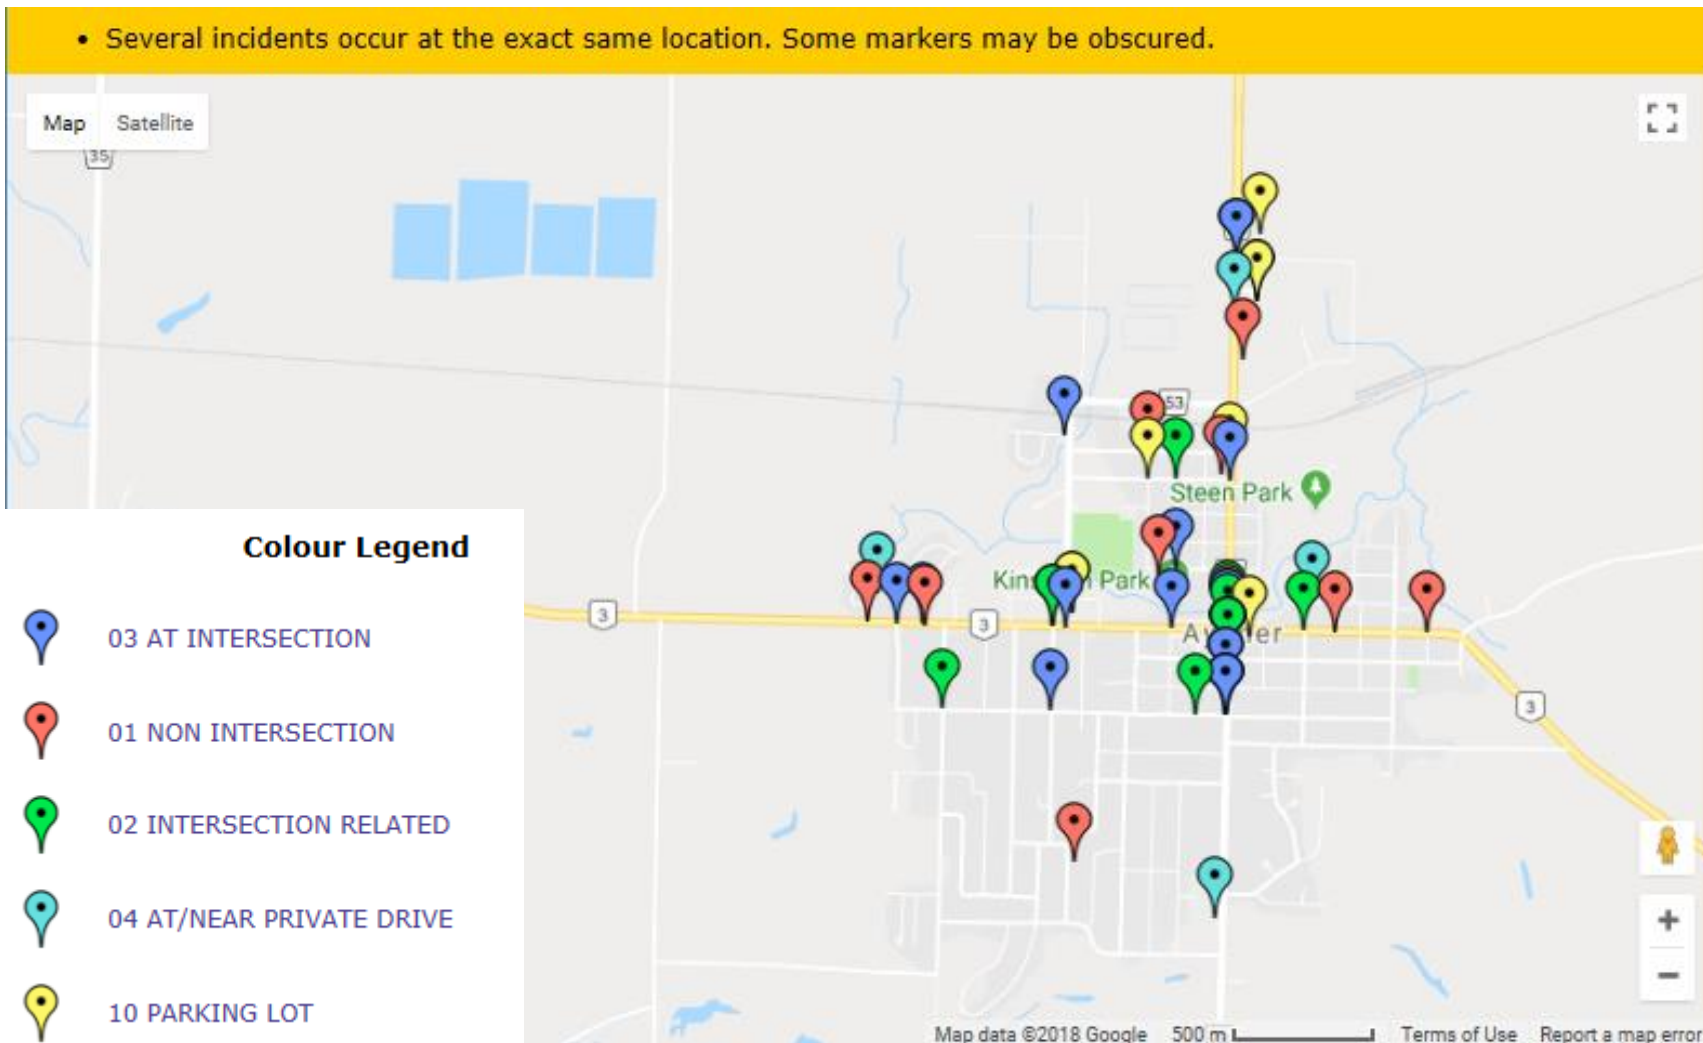 • Several incidents occur at the exact same location. Some markers may be obscured.
Map Satellite
35
53
Steen Park
Park
3
3
3
Colour Legend
03 AT INTERSECTION
01 NON INTERSECTION
02 INTERSECTION RELATED
04 AT/NEAR PRIVATE DRIVE
10 PARKING LOT
Map data ©2018 Google 500 m Terms of Use Report a map error